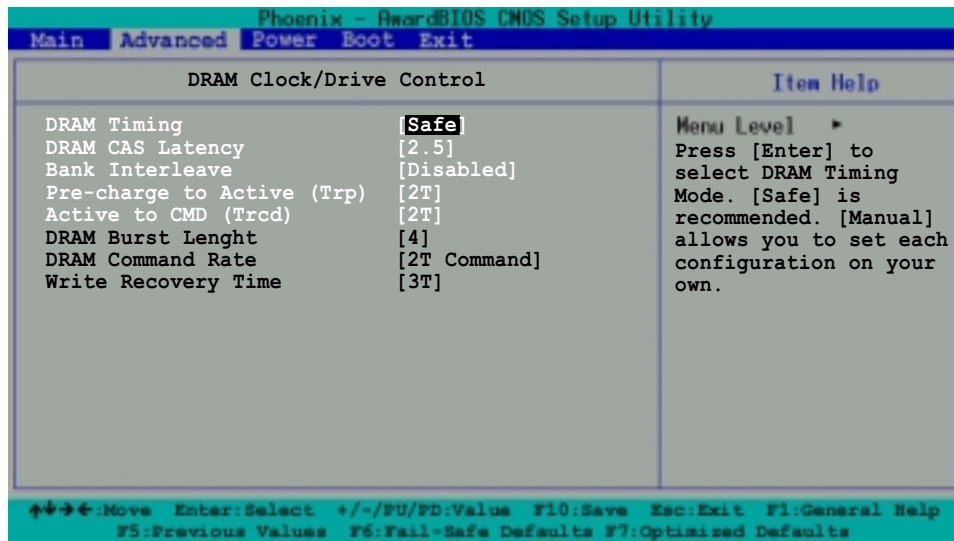 Phoenix - AwardBIOS CMOS Setup Utility
Main Advanced Power Boot Exit
DRAM Clock/Drive Control
Item Help
DRAM Timing [Safe]
DRAM CAS Latency [2.5]
Bank Interleave [Disabled]
Pre-charge to Active (Trp) [2T]
Active to CMD (Trcd) [2T]
DRAM Burst Lenght [4]
DRAM Command Rate [2T Command]
Write Recovery Time [3T]
Menu Level ►
Press [Enter] to
select DRAM Timing
Mode. [Safe] is
recommended. [Manual]
allows you to set each
configuration on your
own.
↑↓→←:Move Enter:Select +/-/PU/PD:Value F10:Save Esc:Exit F1:General Help
F5:Previous Values F6:Fail-Safe Defaults F7:Optimized Defaults